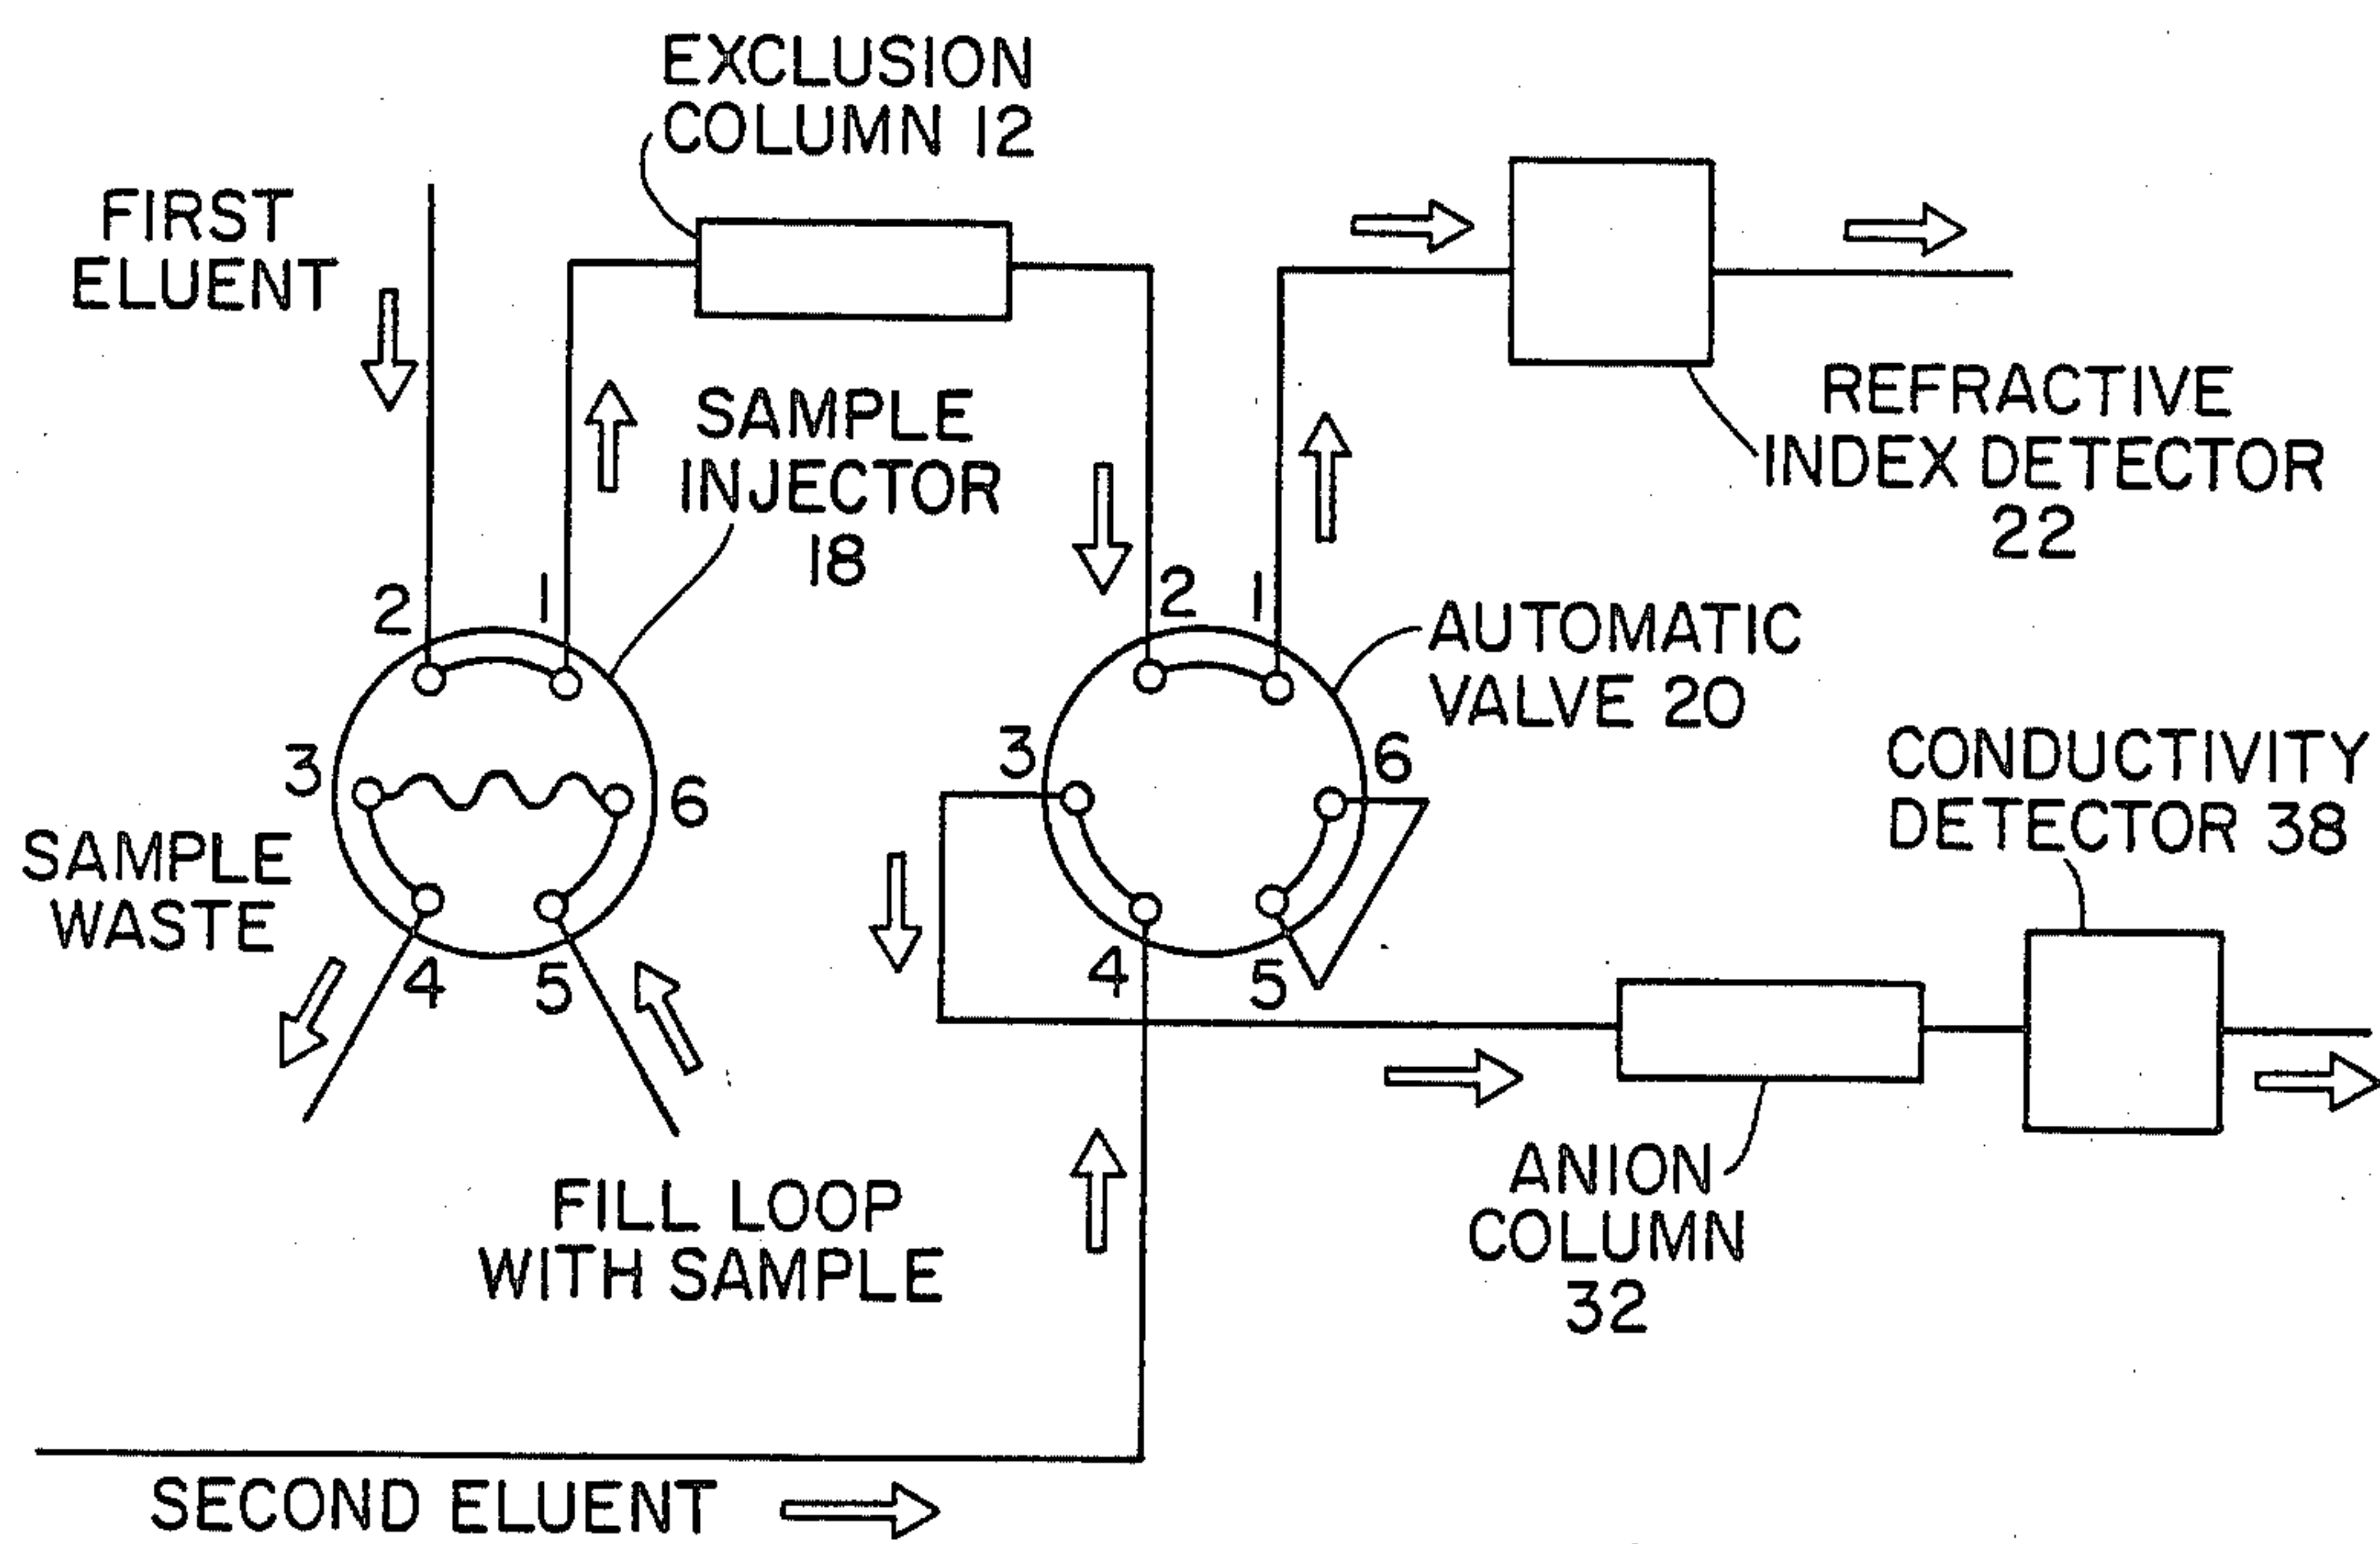 EXCLUSION
COLUMN 12
FIRST
ELUENT
SAMPLE
INJECTOR
18
REFRACTIVE
INDEX DETECTOR
22
2
1
3
6
4
5
SAMPLE
WASTE
FILL LOOP
WITH SAMPLE
2
1
3
6
4
5
AUTOMATIC
VALVE 20
CONDUCTIVITY
DETECTOR 38
ANION
COLUMN
32
SECOND ELUENT